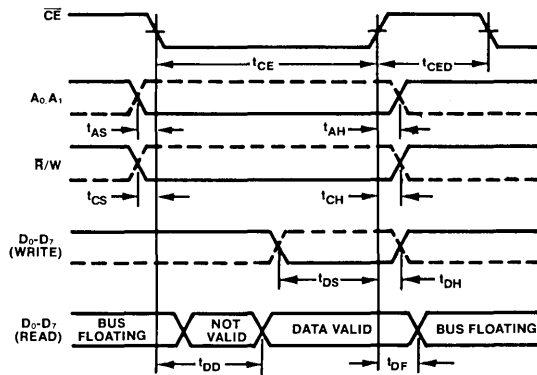 CE
tCE
tCED
A0, A1
tAS
tAH
R/W
tCS
tCH
D0-D7
(WRITE)
tDS
tDH
D0-D7
(READ)
BUS FLOATING
NOT VALID
DATA VALID
BUS FLOATING
tDD
tDF